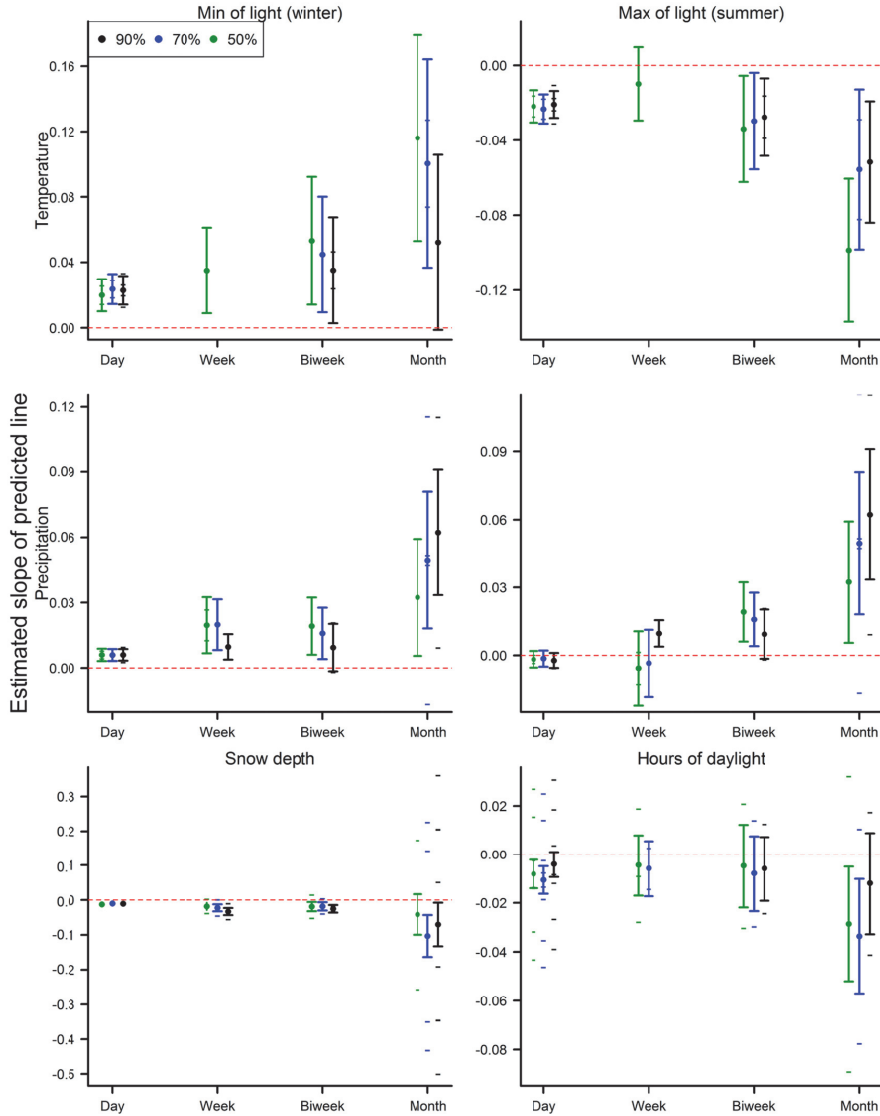 Min of light (winter)
Max of light (summer)
90% 70% 50%
0.16
0.12
0.08
0.04
0.00
Temperature
Day Week Biweek Nonth
0.00
-0.04
-0.08
-0.12
Day Week Biweek Month
Estimated slope of predicted line
Precipitation
0.12
0.09
0.06
0.03
0.00
Day Week Biweek Nonth
0.09
0.06
0.03
0.00
Day Week Biweek Month
Snow depth
Hours of daylight
0.3
0.2
0.1
0.0
-0.1
-0.2
-0.3
-0.4
-0.5
Day Week Biweek Month
0.02
0.00
-0.02
-0.04
-0.06
-0.08
Day Week Biweek Month